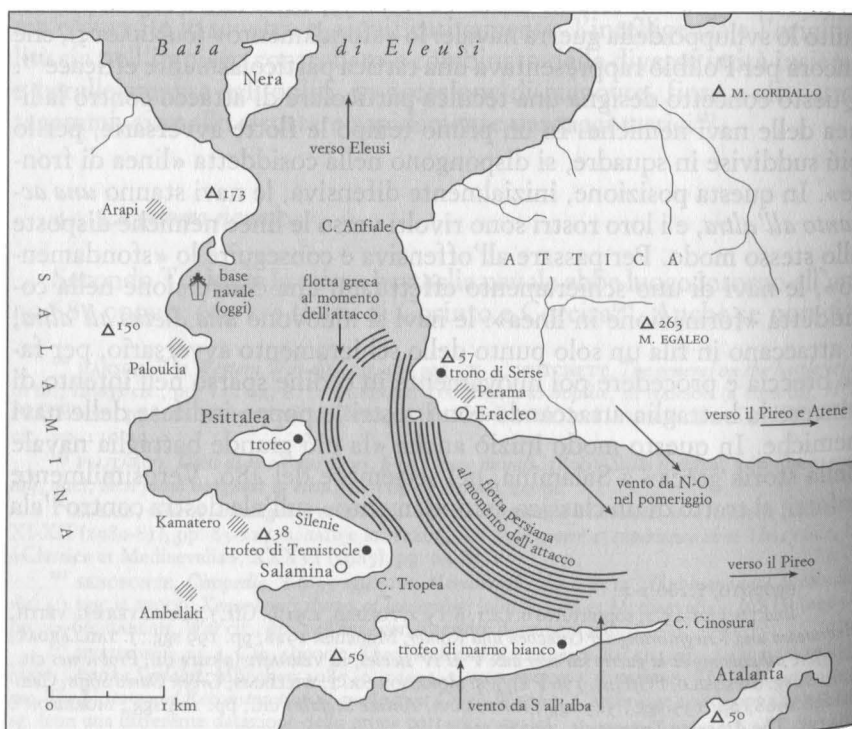 Baia di Eleusi
Nera
verso Eleusi
M. CORIDALLO
173
Arapi
C. Anfiale
ATTICA
SALAMINA
base
navale
(oggi)
flotta greca
al momento
dell'attacco
150
Paloukia
57
trono di Serse
263
M. EGALEO
Perama
Eracleo
Psittalea
trofeo
verso il Pireo e Atene
vento da N-O
nel pomeriggio
flotta persiana
al momento dell'attacco
Kamatero
Silenie
38
trofeo di Temistocle
Salamina
C. Tropea
verso il Pireo
Ambelaki
C. Cinosura
56
trofeo di marmo bianco
Atalanta
0 1 km
vento da S all'alba
50